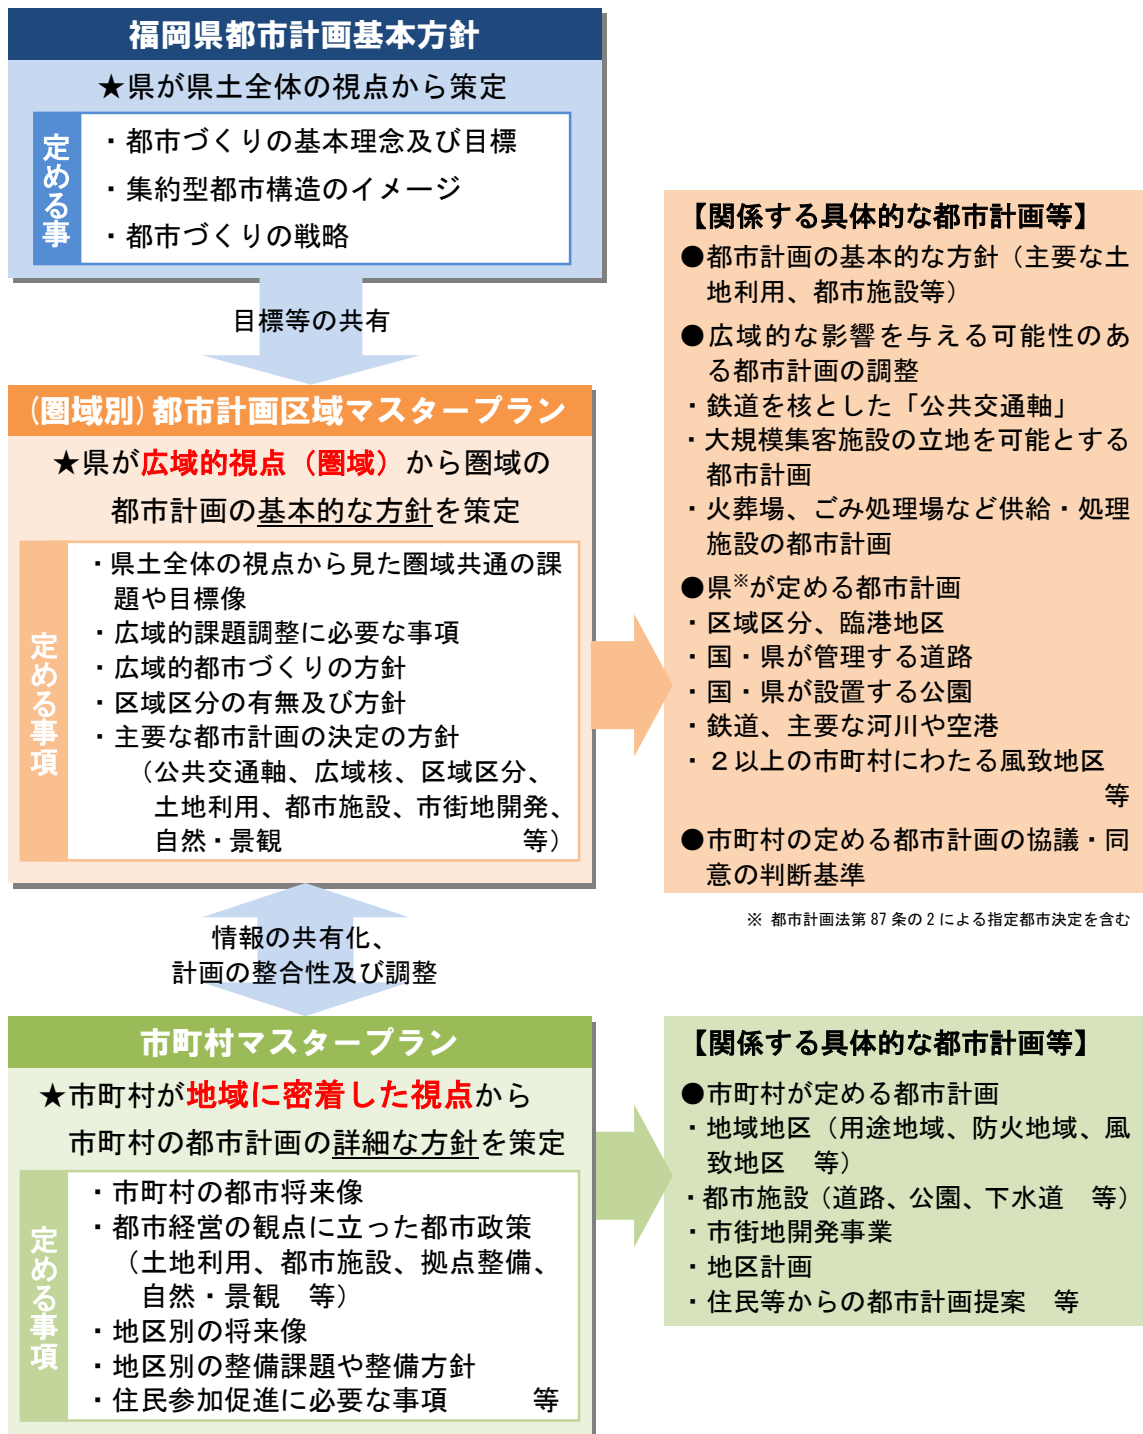 福岡県都市計画基本方針
★県が県土全体の視点から策定
定める事
・都市づくりの基本理念及び目標
・集約型都市構造のイメージ
・都市づくりの戦略
目標等の共有
(圏域別)都市計画区域マスタープラン
★県が広域的視点（圏域）から圏域の
都市計画の基本的な方針を策定
定める事項
・県土全体の視点から見た圏域共通の課
題や目標像
・広域的課題調整に必要な事項
・広域的都市づくりの方針
・区域区分の有無及び方針
・主要な都市計画の決定の方針
（公共交通軸、広域核、区域区分、
土地利用、都市施設、市街地開発、
自然・景観　等）
【関係する具体的な都市計画等】
●都市計画の基本的な方針（主要な土
地利用、都市施設等）
●広域的な影響を与える可能性のあ
る都市計画の調整
・鉄道を核とした「公共交通軸」
・大規模集客施設の立地を可能とする
都市計画
・火葬場、ごみ処理場など供給・処理
施設の都市計画
●県※が定める都市計画
・区域区分、臨港地区
・国・県が管理する道路
・国・県が設置する公園
・鉄道、主要な河川や空港
・２以上の市町村にわたる風致地区
等
●市町村の定める都市計画の協議・同
意の判断基準
※ 都市計画法第 87 条の 2 による指定都市決定を含む
情報の共有化、
計画の整合性及び調整
市町村マスタープラン
★市町村が地域に密着した視点から
市町村の都市計画の詳細な方針を策定
定める事項
・市町村の都市将来像
・都市経営の観点に立った都市政策
（土地利用、都市施設、拠点整備、
自然・景観　等）
・地区別の将来像
・地区別の整備課題や整備方針
・住民参加促進に必要な事項　等
【関係する具体的な都市計画等】
●市町村が定める都市計画
・地域地区（用途地域、防火地域、風
致地区　等）
・都市施設（道路、公園、下水道　等）
・市街地開発事業
・地区計画
・住民等からの都市計画提案　等